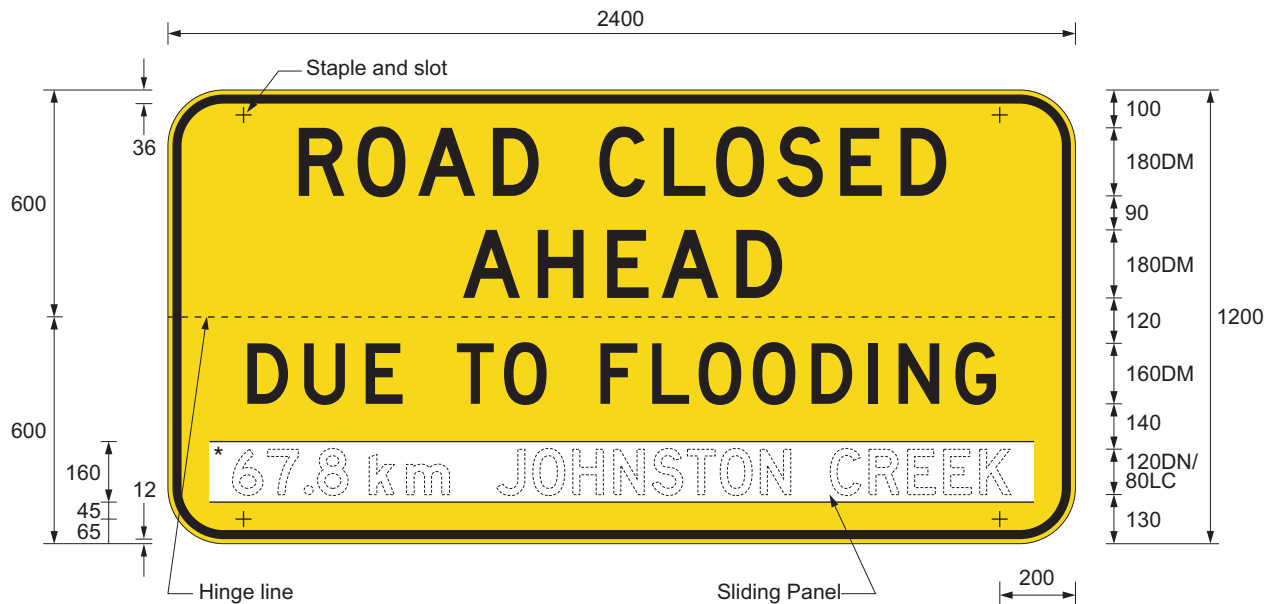 2400
Staple and slot
36
600
600
160
45
65
12
ROAD CLOSED
AHEAD
DUE TO FLOODING
*67.8 km JOHNSTON CREEK
100
180DM
90
180DM
120
160DM
140
120DN/
80LC
130
1200
200
Hinge line
Sliding Panel